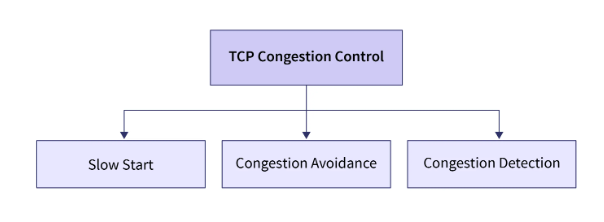 TCP Congestion Control
Slow Start
Congestion Avoidance
Congestion Detection